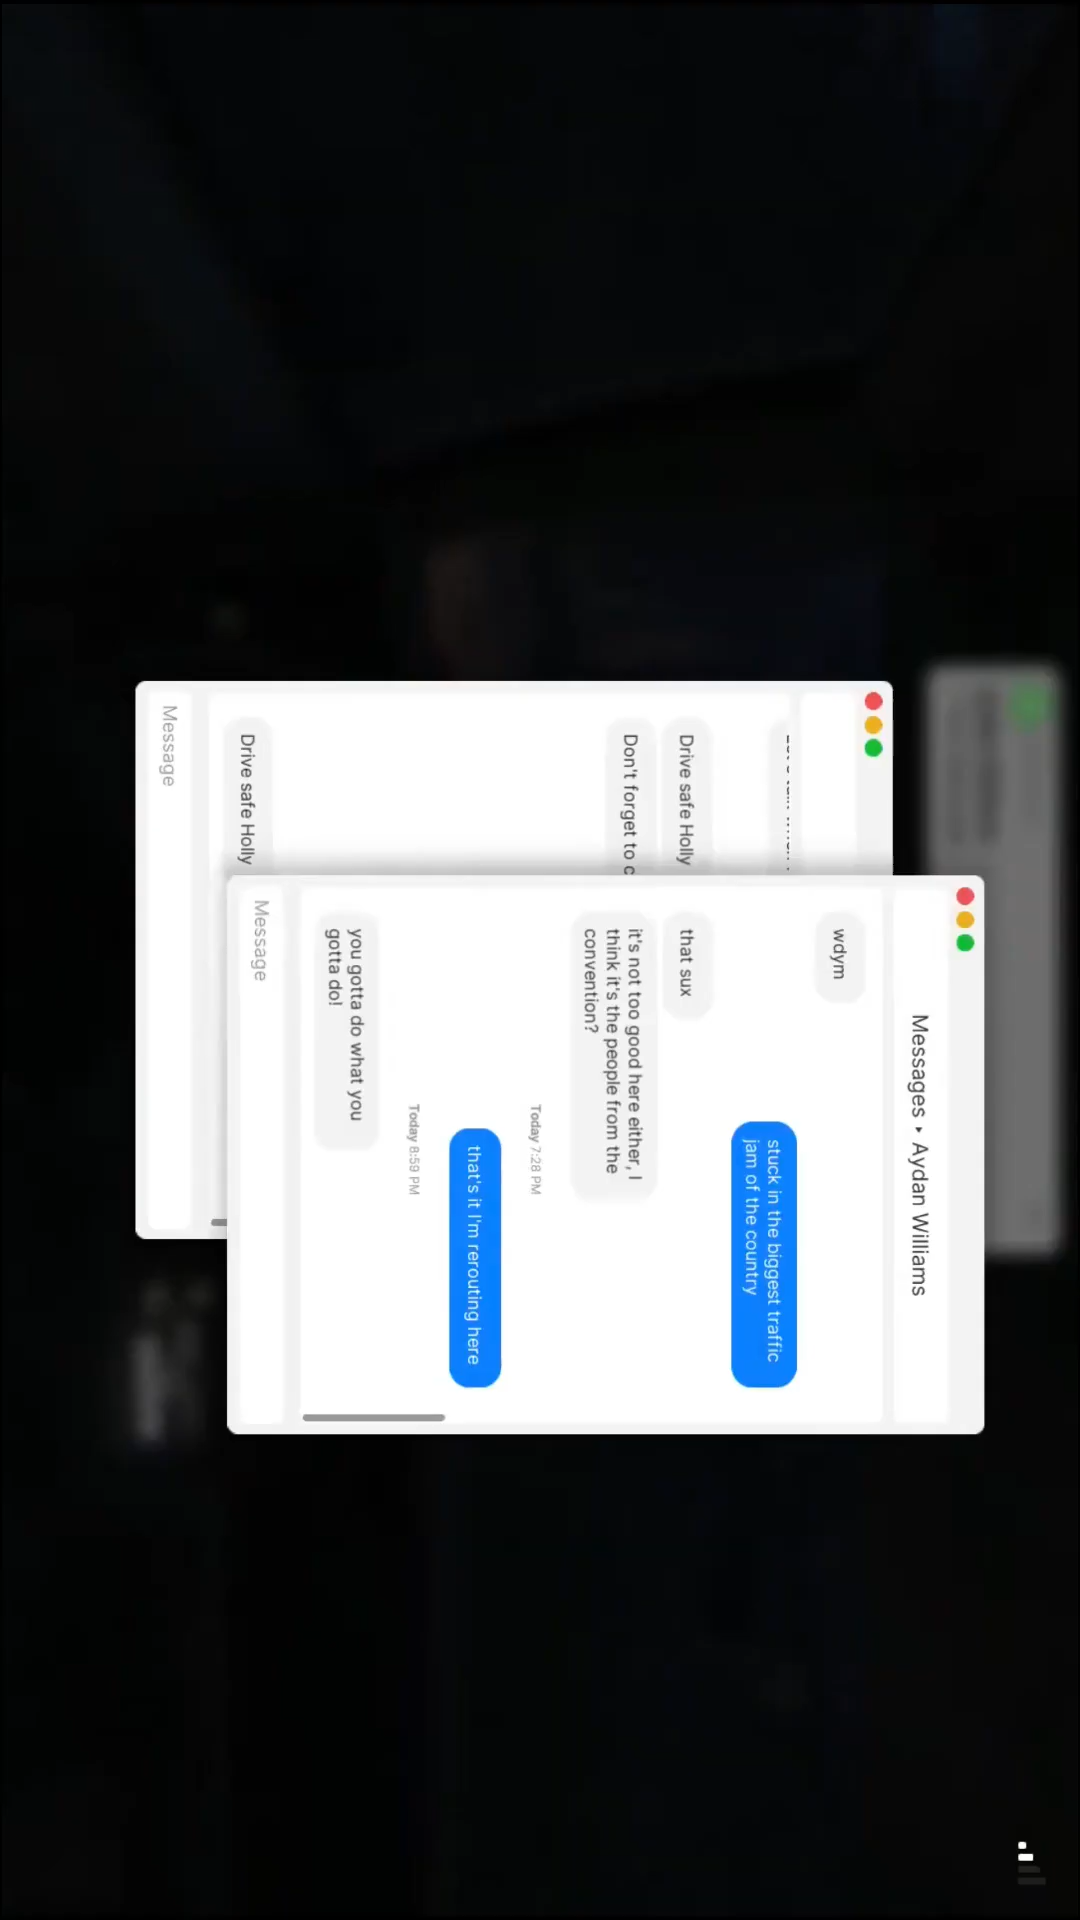 Message
Drive safe Holly
Don't forget to c
Drive safe Holly
Messages ▸ Aydan Williams
wdym
stuck in the biggest traffic
jam of the country
that sux
it's not too good here either, I
think it's the people from the
convention?
Today 7:28 PM
that's it I'm rerouting here
Today 8:59 PM
you gotta do what you
gotta do!
Message